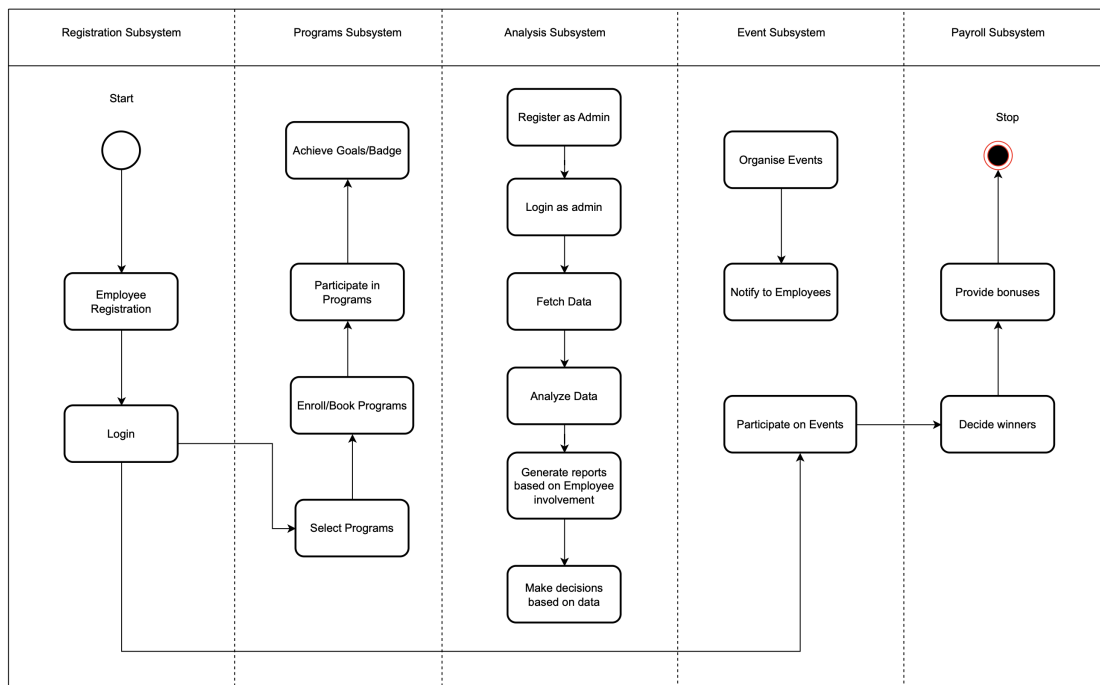 Registration Subsystem
Programs Subsystem
Analysis Subsystem
Event Subsystem
Payroll Subsystem
Start
Employee
Registration
Login
Achieve Goals/Badge
Participate in
Programs
Enroll/Book Programs
Select Programs
Register as Admin
Login as admin
Fetch Data
Analyze Data
Generate reports
based on Employee
involvement
Make decisions
based on data
Organise Events
Notify to Employees
Participate on Events
Stop
Provide bonuses
Decide winners